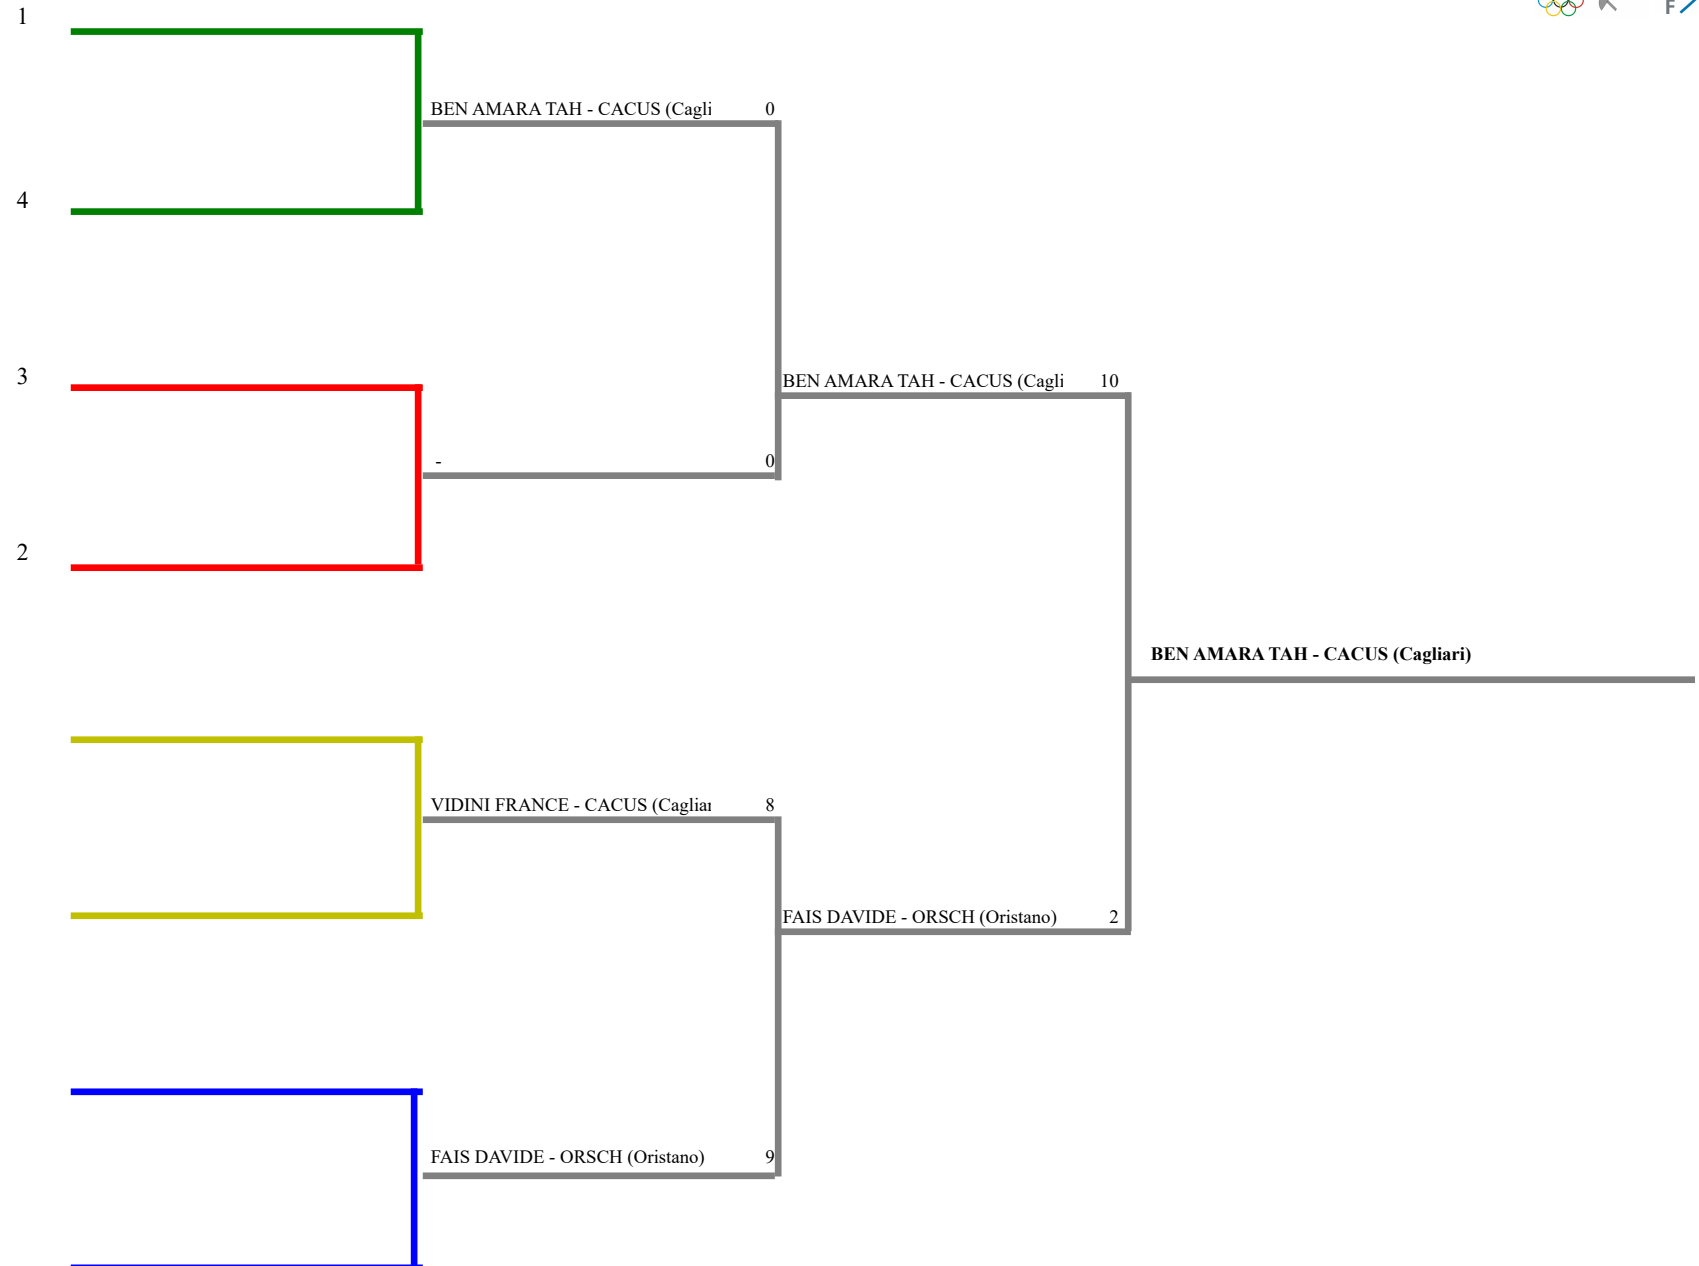 1
F
BEN AMARA TAH - CACUS (Cagli 0
4
3
BEN AMARA TAH - CACUS (Cagli 10
- 0
2
BEN AMARA TAH - CACUS (Cagliari)
VIDINI FRANCE - CACUS (Cagliar 8
FAIS DAVIDE - ORSCH (Oristano) 2
FAIS DAVIDE - ORSCH (Oristano) 9